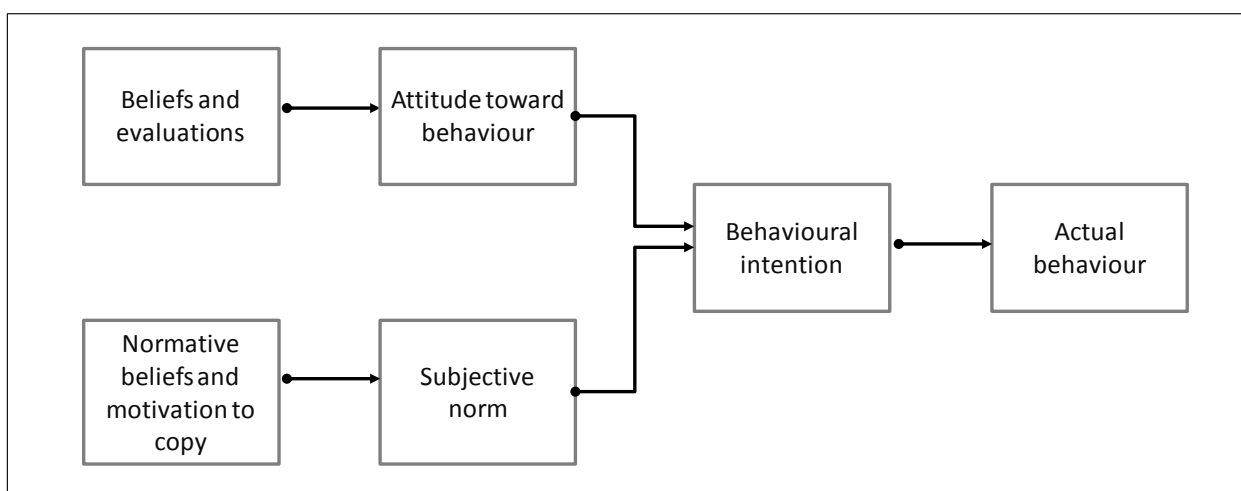 Beliefs and
evaluations
Attitude toward
behaviour
Normative
beliefs and
motivation to
copy
Subjective
norm
Behavioural
intention
Actual
behaviour